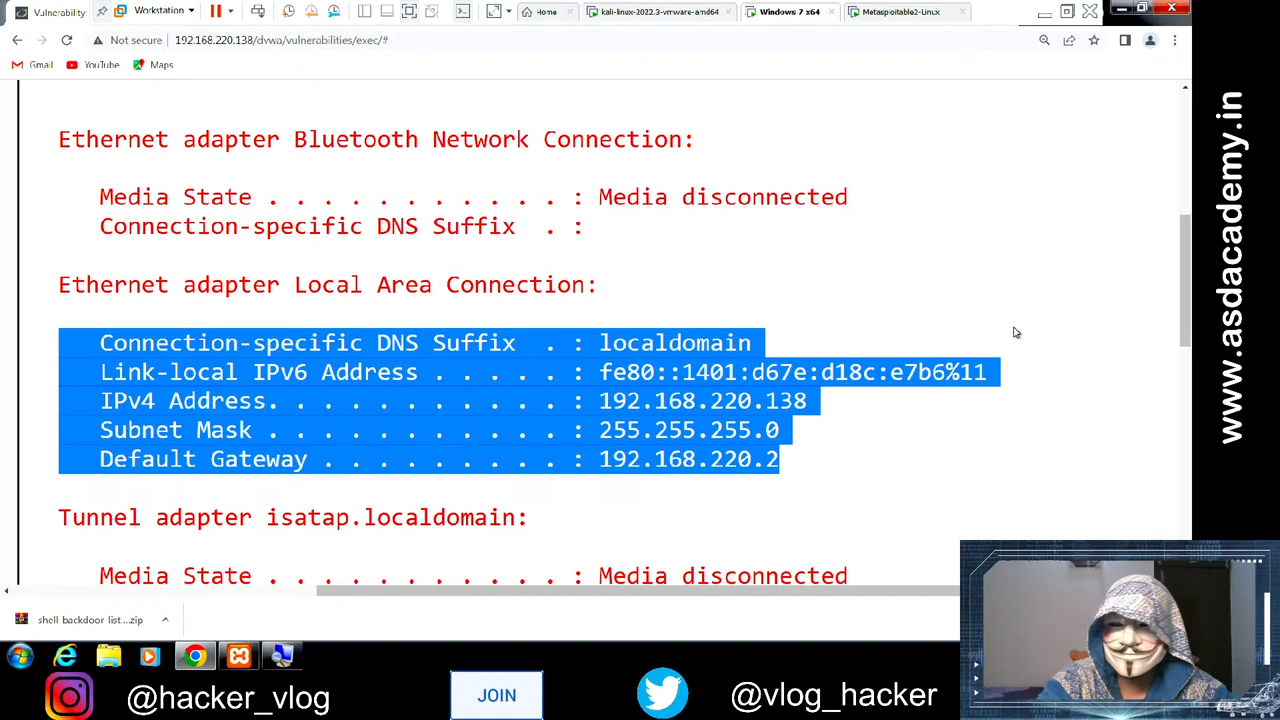 Vulnerability
Workstation
Home
kali-linux-2022.3-vmware-amd64
Windows 7 x64
Metasploitable2-Linux
Not secure
192.168.220.138/dvwa/vulnerabilities/exec/#
Gmail
YouTube
Maps
Ethernet adapter Bluetooth Network Connection:
Media State . . . . . . . . . . . : Media disconnected
Connection-specific DNS Suffix . :
Ethernet adapter Local Area Connection:
Connection-specific DNS Suffix . : localdomain
Link-local IPv6 Address . . . . . : fe80::1401:d67e:d18c:e7b6%11
IPv4 Address. . . . . . . . . . . : 192.168.220.138
Subnet Mask . . . . . . . . . . . : 255.255.255.0
Default Gateway . . . . . . . . . : 192.168.220.2
Tunnel adapter isatap.localdomain:
Media State . . . . . . . . . . . : Media disconnected
shell backdoor list....zip
@hacker_vlog
JOIN
@vlog_hacker
www.asdacademy.in